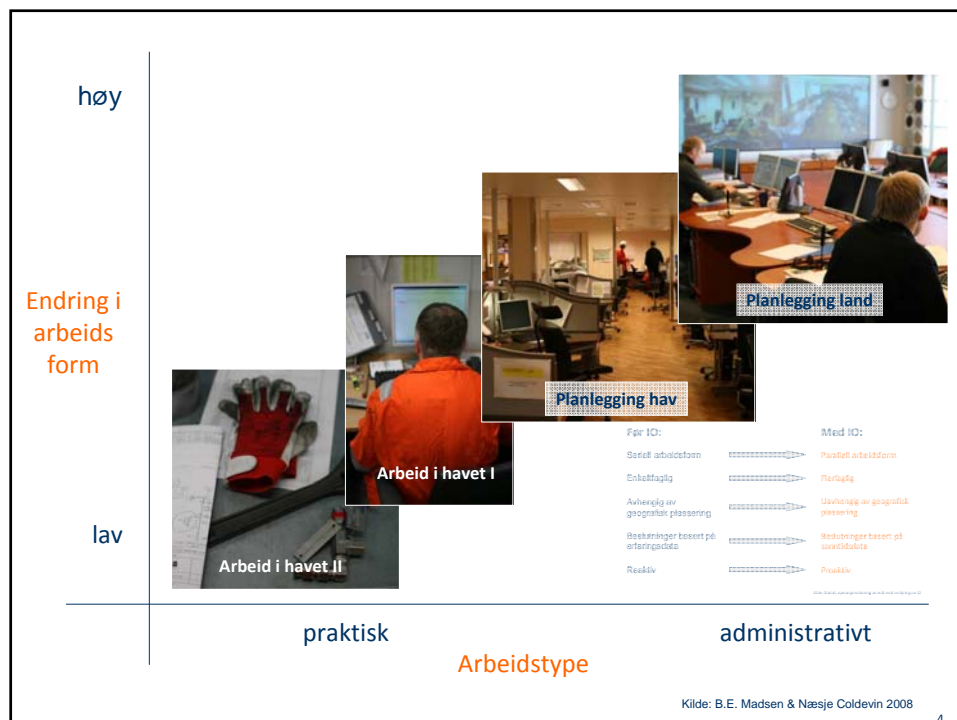 høy
Endring i
arbeids
form
lav
Planlegging land
Planlegging hav
Arbeid i havet I
Arbeid i havet II
Før IO:
Med IO:
Seriell arbeidsform
Parallell arbeidsform
Enkeltfaglig
Flerfaglig
Avhengig av
geografisk plassering
Uavhengig av geografisk
plassering
Beslutninger basert på
erfaringsdata
Beslutninger basert på
sanntidsdata
Reaktiv
Proaktiv
praktisk
administrativt
Arbeidstype
Kilde: B.E. Madsen & Næsje Coldevin 2008
4